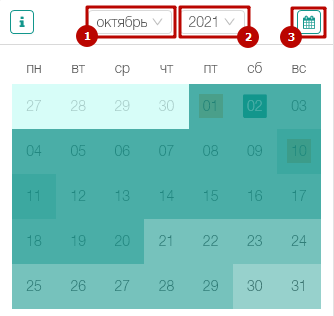 i октябрь 2021
1 2 3
пн вт ср чт пт сб вс
27 28 29 30 01 02 03
04 05 06 07 08 09 10
11 12 13 14 15 16 17
18 19 20 21 22 23 24
25 26 27 28 29 30 31